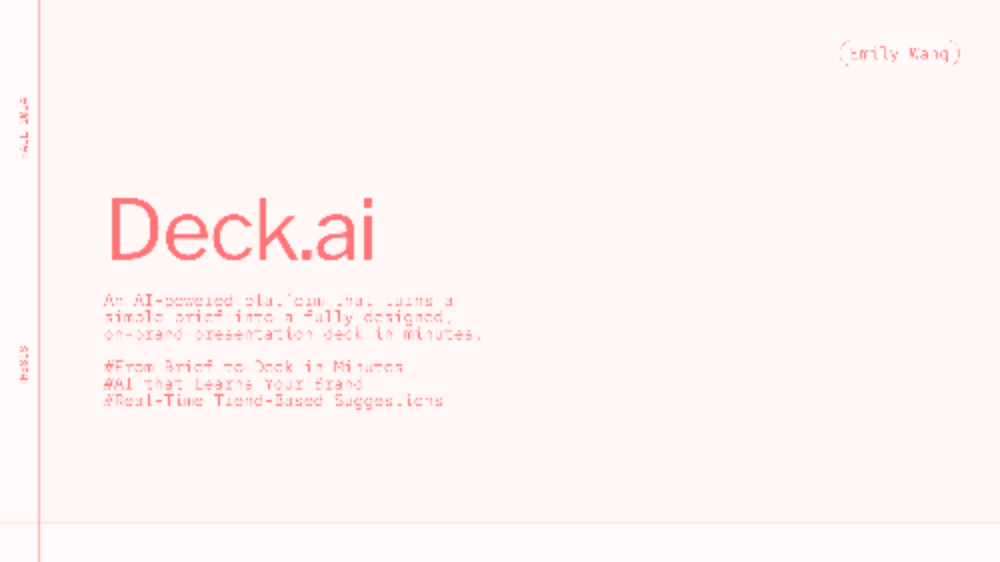 Emily Wang
FALL 2024
Deck.ai
An AI-powered platform that turns a
simple brief into a fully designed,
on-brand presentation deck in minutes.
#From Brief to Deck in Minutes
#AI that Learns Your Brand
#Real-Time Trend-Based Suggestions